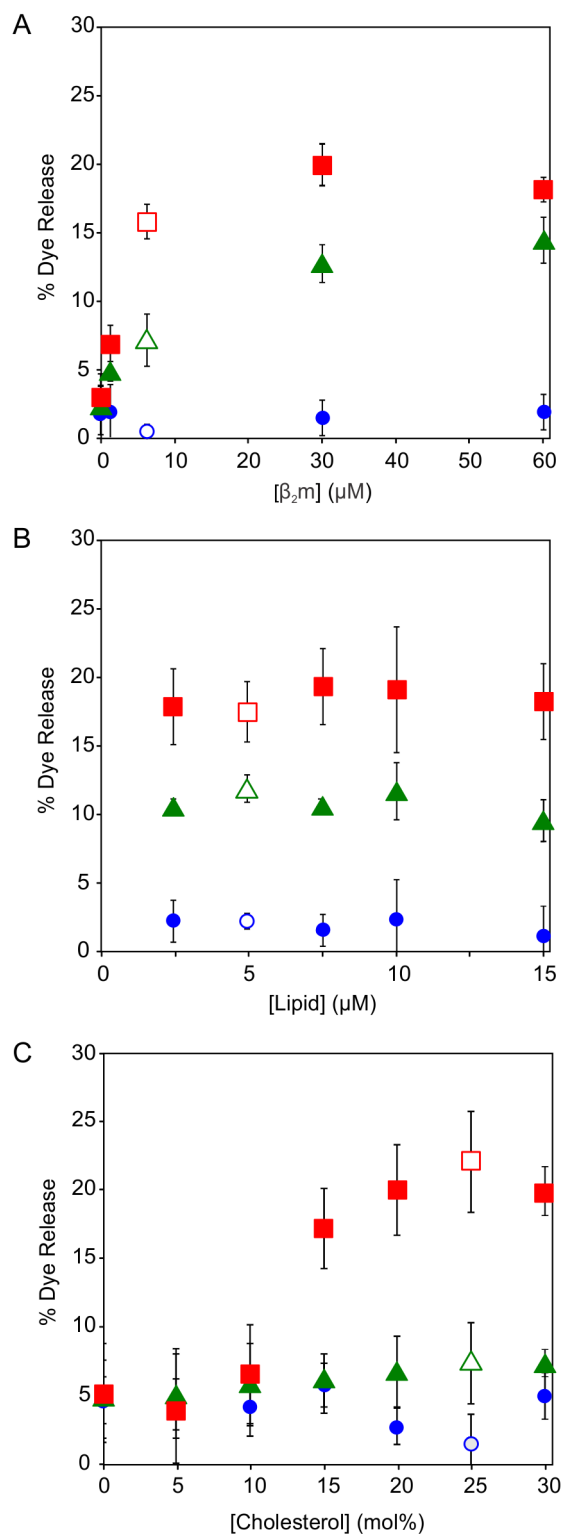 A
30
25
20
15
10
5
0
% Dye Release
0 10 20 30 40 50 60
[β₂m] (µM)
B
30
25
20
15
10
5
0
% Dye Release
0 5 10 15
[Lipid] (µM)
C
30
25
20
15
10
5
0
% Dye Release
0 5 10 15 20 25 30
[Cholesterol] (mol%)